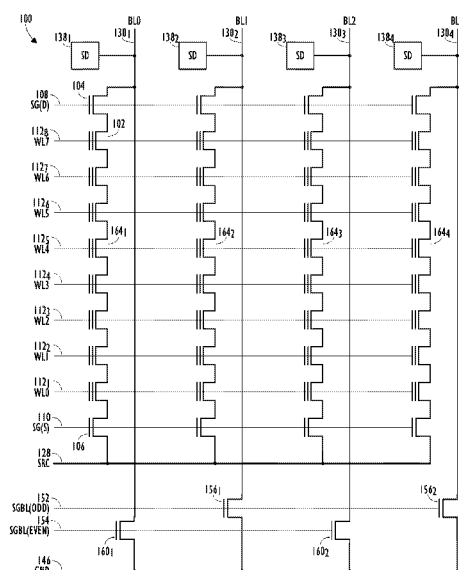 100
138₁ BL0 130₁ 138₂ BL1 130₂ 138₃ BL2 130₃ 138₄ BL3 130₄
SD SD SD SD
104
108
SG(D)
102
112₈
WL7
112₇
WL6
112₆
WL5
112₅ 164₁ 164₂ 164₃ 164₄
WL4
112₄
WL3
112₃
WL2
112₂
WL1
112₁
WL0
110
SG(S)
106
128
SRC
152 156₁ 156₂
SGBL(ODD)
154
SGBL(EVEN)
160₁ 160₂
146
GND